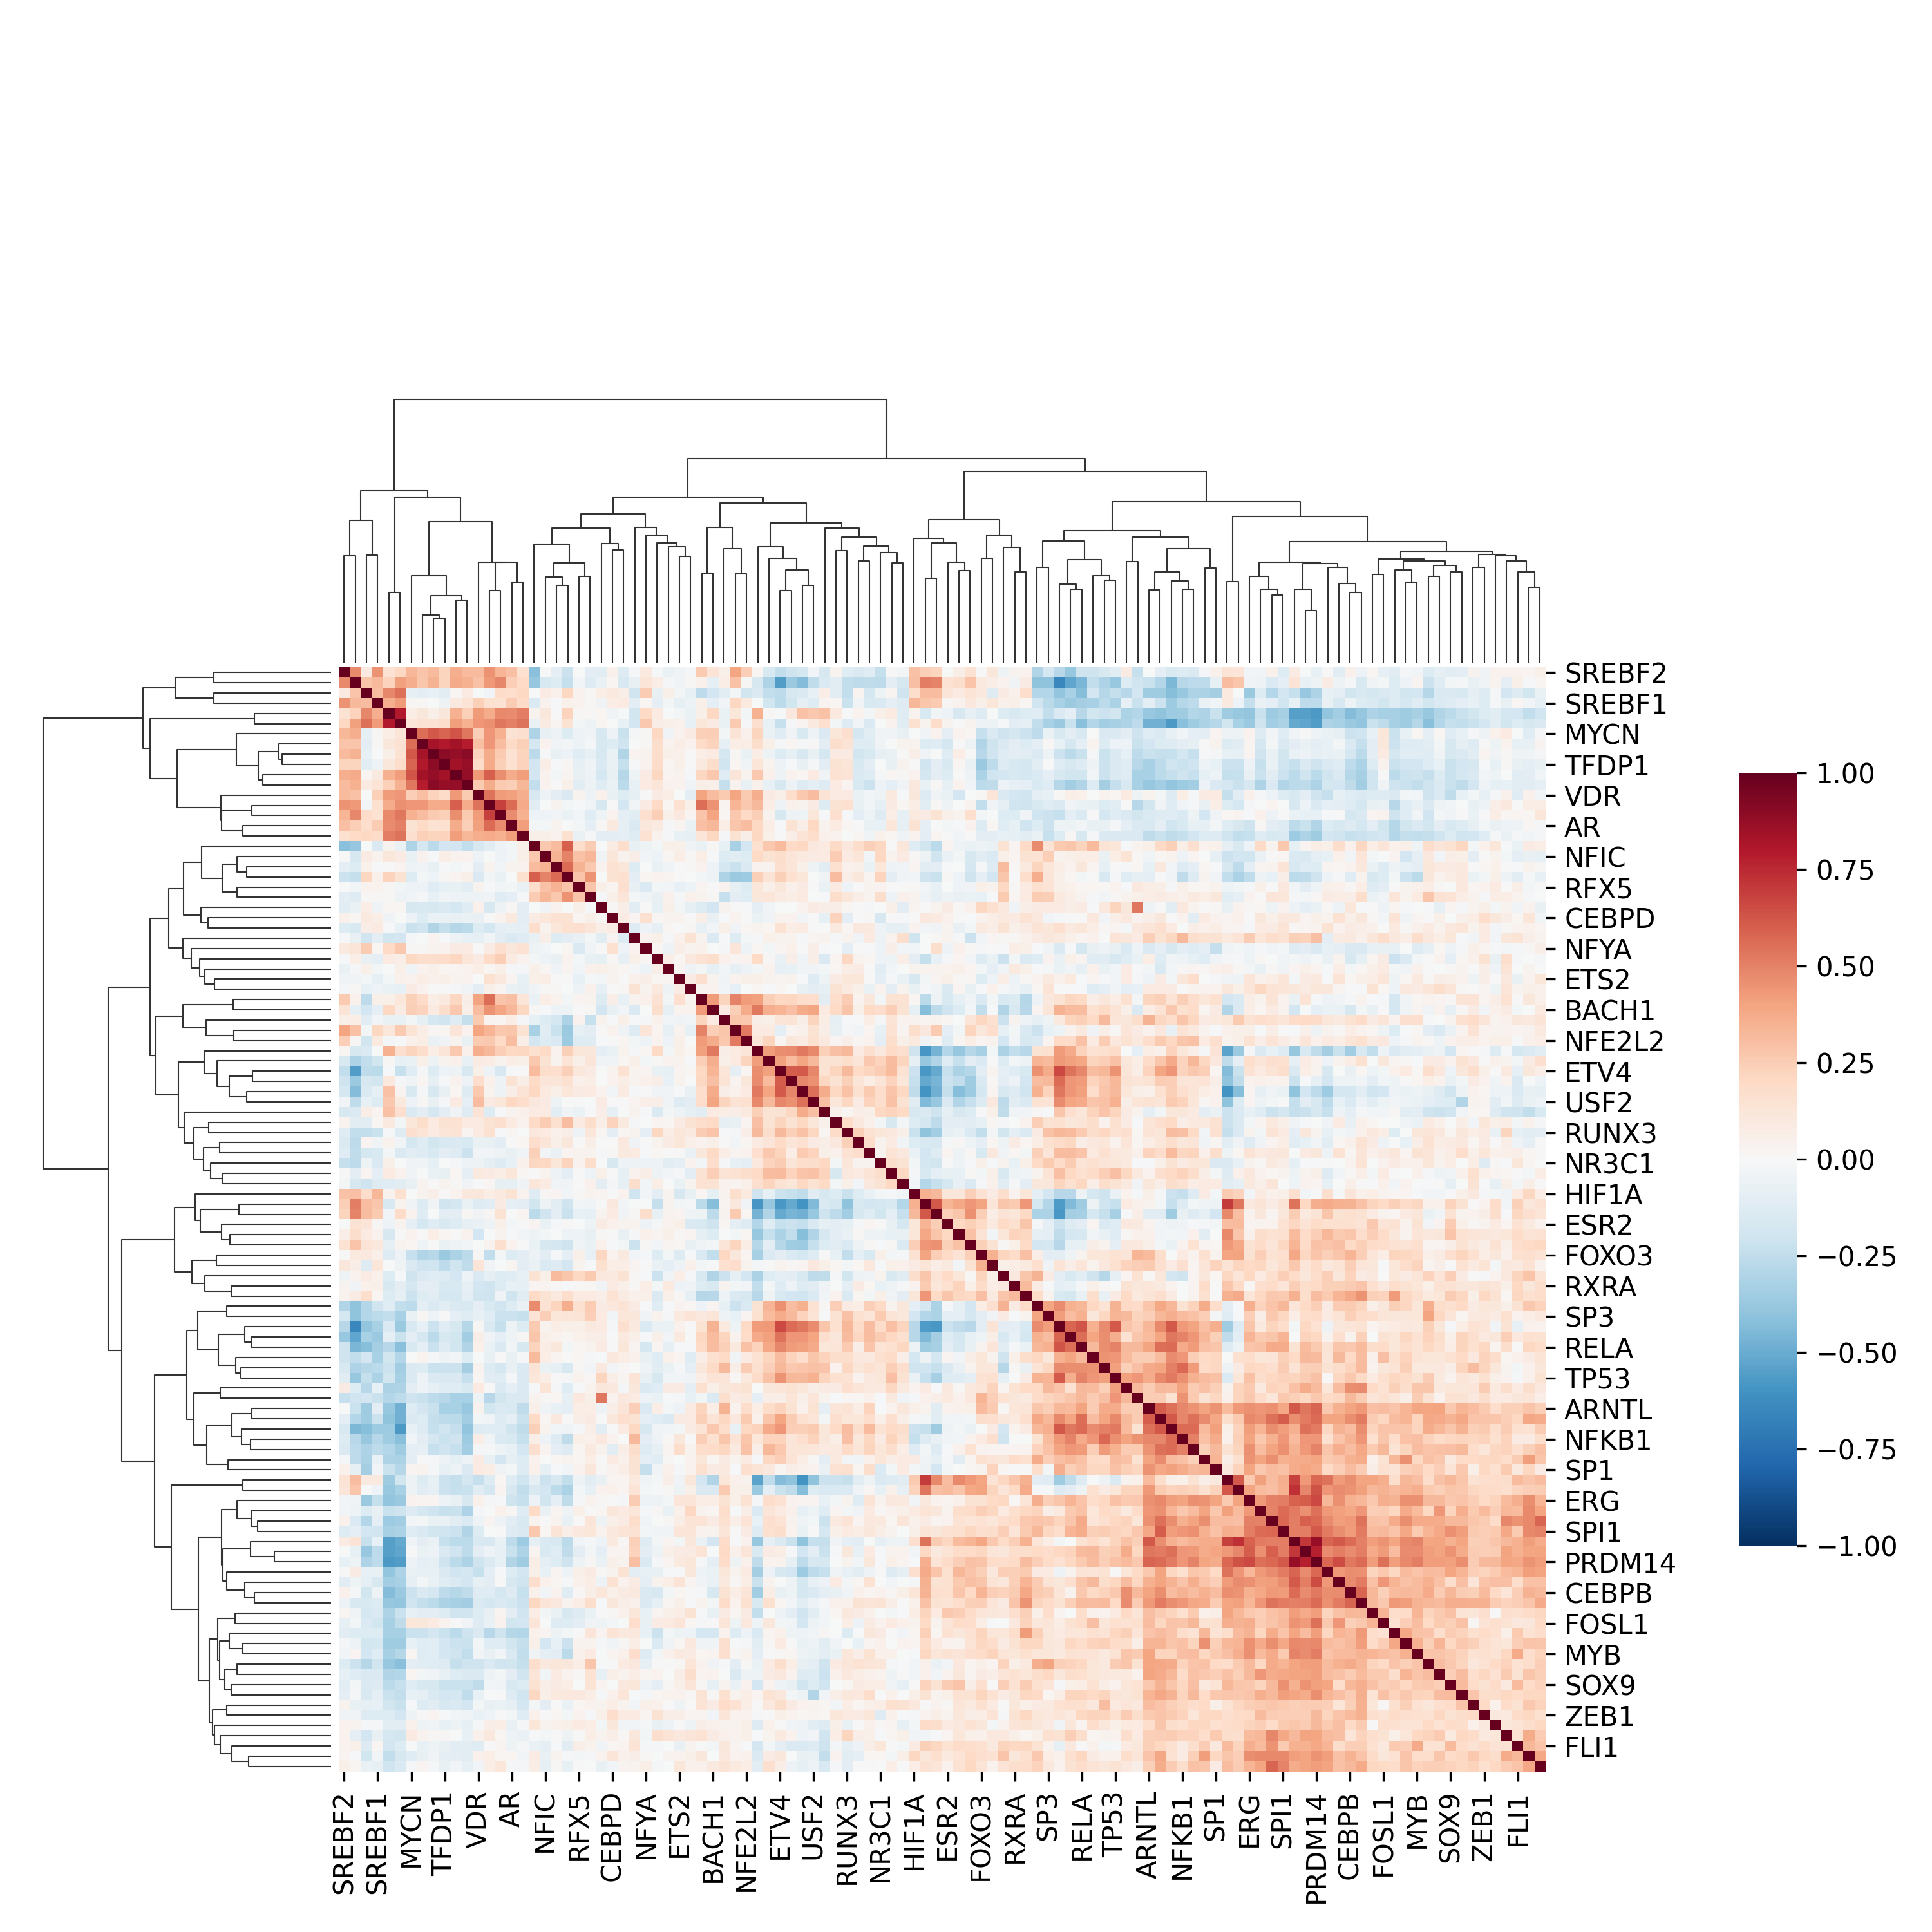 SREBF2
SREBF1
MYCN
TFDP1
VDR
AR
NFIC
RFX5
CEBPD
NFYA
ETS2
BACH1
NFE2L2
ETV4
USF2
RUNX3
NR3C1
HIF1A
ESR2
FOXO3
RXRA
SP3
RELA
TP53
ARNTL
NFKB1
SP1
ERG
SPI1
PRDM14
CEBPB
FOSL1
MYB
SOX9
ZEB1
FLI1
1.00
0.75
0.50
0.25
0.00
−0.25
−0.50
−0.75
−1.00
SREBF2
SREBF1
MYCN
TFDP1
VDR
AR
NFIC
RFX5
CEBPD
NFYA
ETS2
BACH1
NFE2L2
ETV4
USF2
RUNX3
NR3C1
HIF1A
ESR2
FOXO3
RXRA
SP3
RELA
TP53
ARNTL
NFKB1
SP1
ERG
SPI1
PRDM14
CEBPB
FOSL1
MYB
SOX9
ZEB1
FLI1